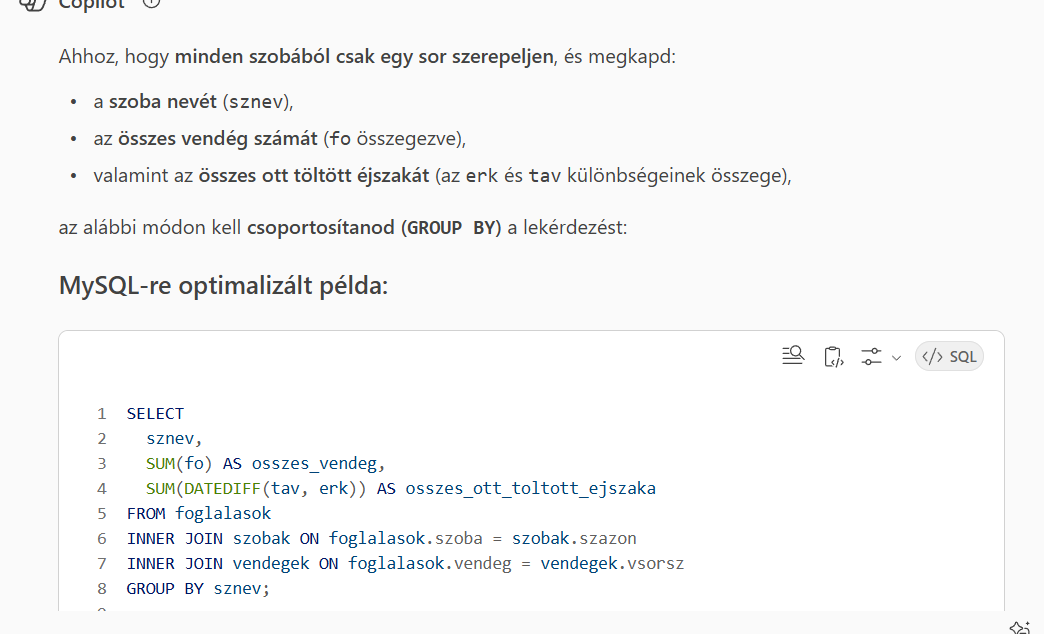 Copilot
Ahhoz, hogy minden szobából csak egy sor szerepeljen, és megkapd:
• a szoba nevét (sznev),
• az összes vendég számát (fo összegezve),
• valamint az összes ott töltött éjszakát (az erk és tav különbségeinek összege),
az alábbi módon kell csoportosítanod (GROUP BY) a lekérdezést:
MySQL-re optimalizált példa:
</> SQL
1 SELECT
2 sznev,
3 SUM(fo) AS osszes_vendeg,
4 SUM(DATEDIFF(tav, erk)) AS osszes_ott_toltott_ejszaka
5 FROM foglalasok
6 INNER JOIN szobak ON foglalasok.szoba = szobak.szazon
7 INNER JOIN vendegek ON foglalasok.vendeg = vendegek.vsorsz
8 GROUP BY sznev;